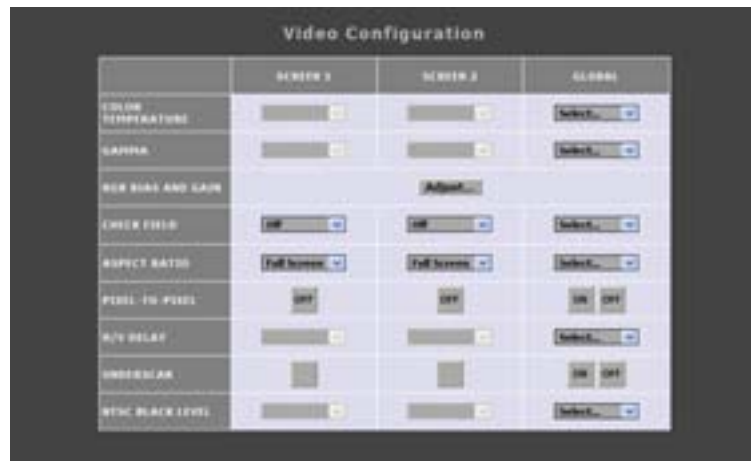 Video Configuration
SCREEN 1 SCREEN 2 GLOBAL
COLOR TEMPERATURE Select...
GAMMA Select...
RGB BIAS AND GAIN Adjust...
CHECK FIELD Off Off Select...
ASPECT RATIO Full Screen Full Screen Select...
PIXEL-TO-PIXEL OFF OFF ON OFF
H/V DELAY Select...
UNDERSCAN ON OFF
NTSC BLACK LEVEL Select...